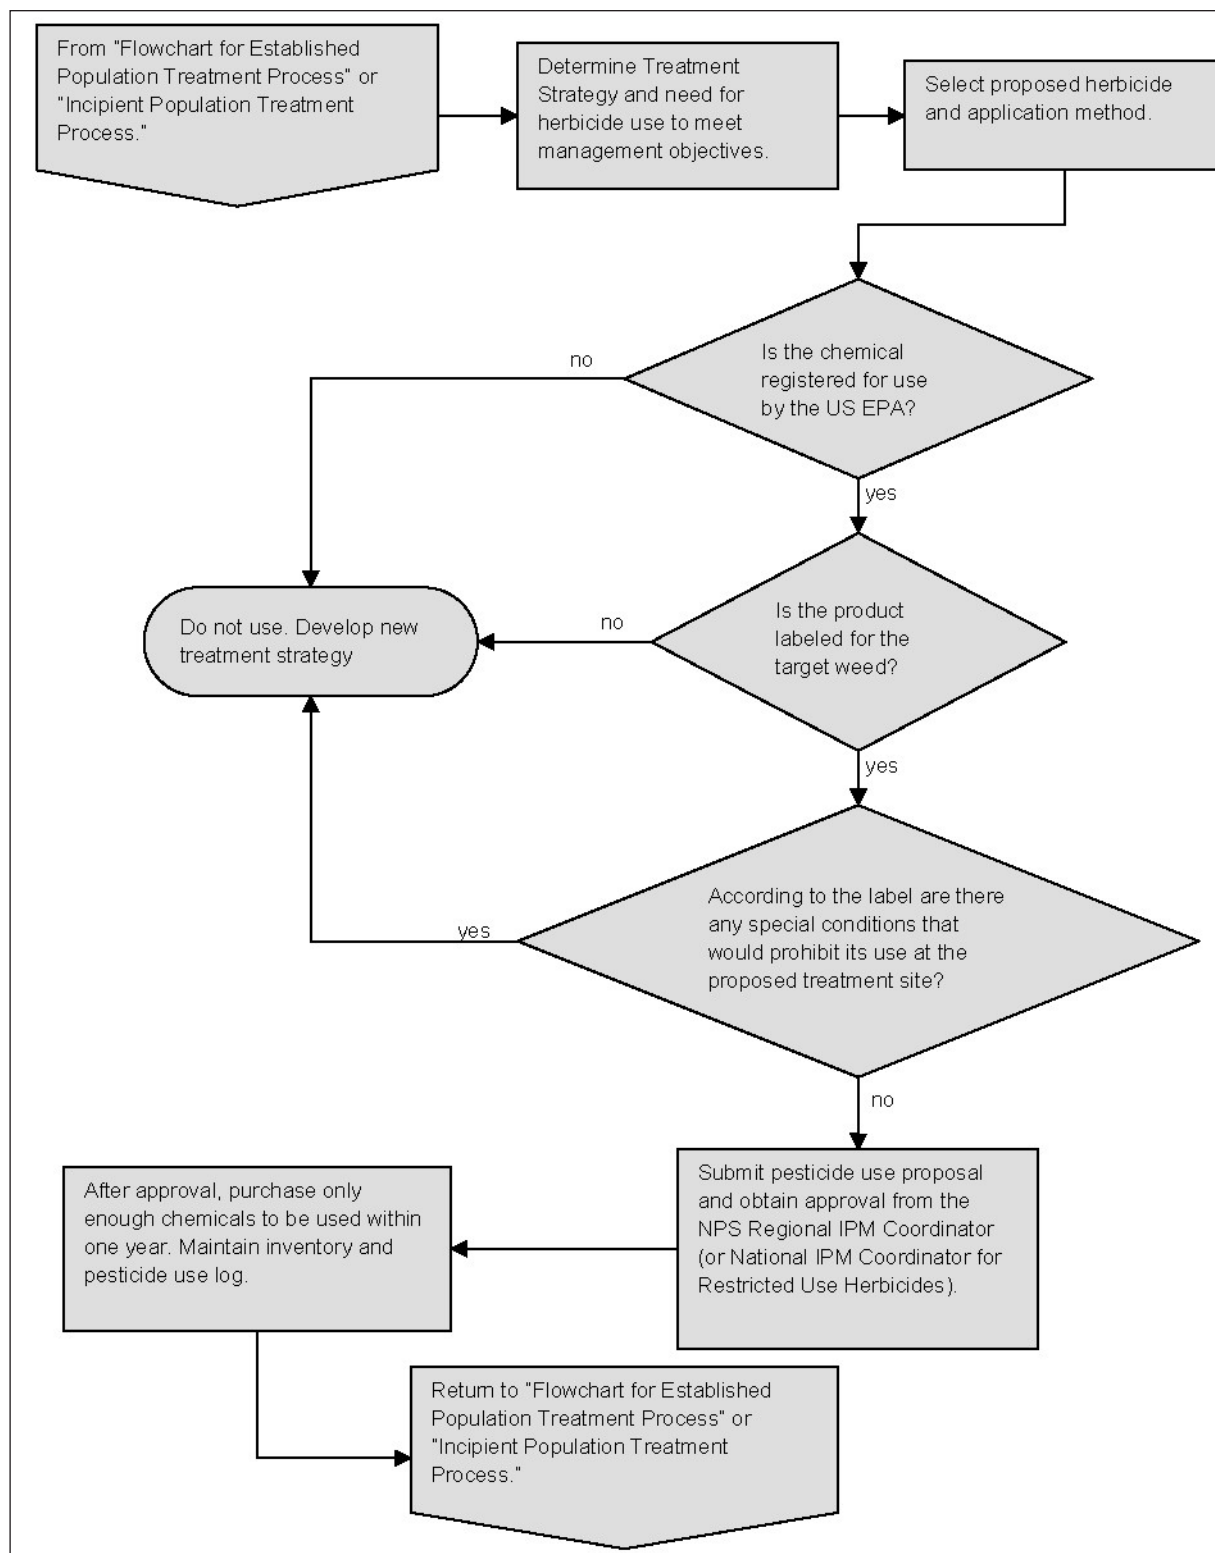 From "Flowchart for Established
Population Treatment Process" or
"Incipient Population Treatment
Process."
Determine Treatment
Strategy and need for
herbicide use to meet
management objectives.
Select proposed herbicide
and application method.
Is the chemical
registered for use
by the US EPA?
no
yes
Is the product
labeled for the
target weed?
no
Do not use. Develop new
treatment strategy
yes
According to the label are there
any special conditions that
would prohibit its use at the
proposed treatment site?
yes
no
Submit pesticide use proposal
and obtain approval from the
NPS Regional IPM Coordinator
(or National IPM Coordinator for
Restricted Use Herbicides).
After approval, purchase only
enough chemicals to be used within
one year. Maintain inventory and
pesticide use log.
Return to "Flowchart for Established
Population Treatment Process" or
"Incipient Population Treatment
Process."